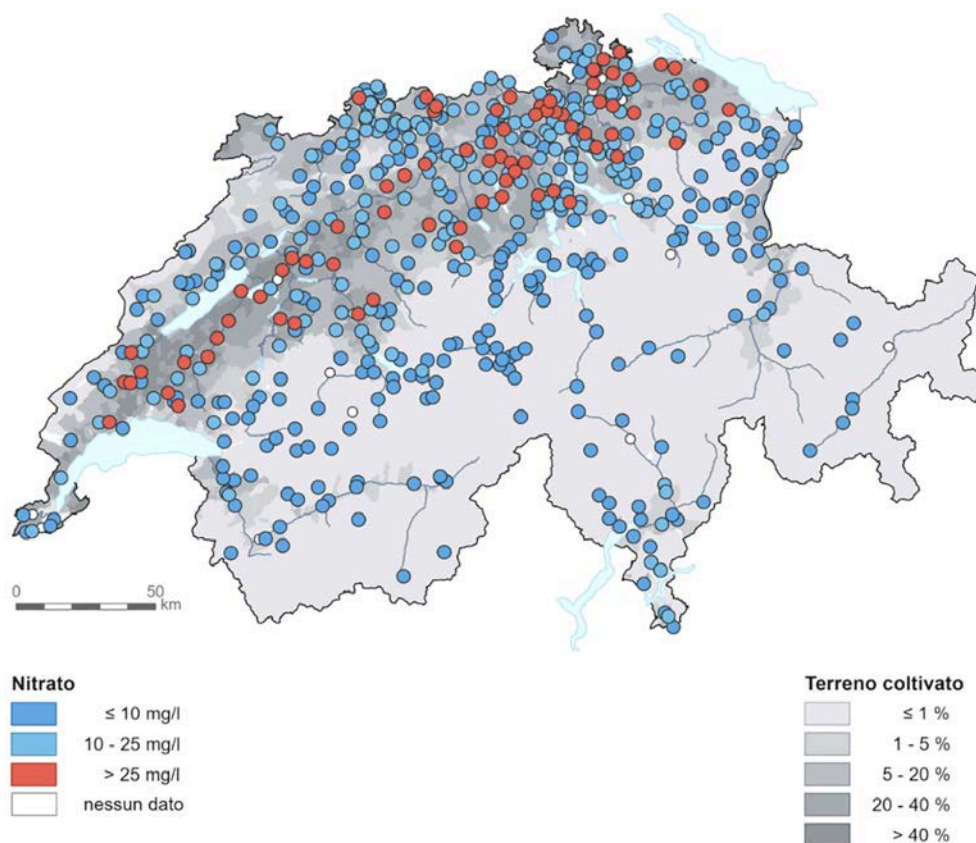 0 50
km
Nitrato
≤ 10 mg/l
10 - 25 mg/l
> 25 mg/l
nessun dato
Terreno coltivato
≤ 1 %
1 - 5 %
5 - 20 %
20 - 40 %
> 40 %